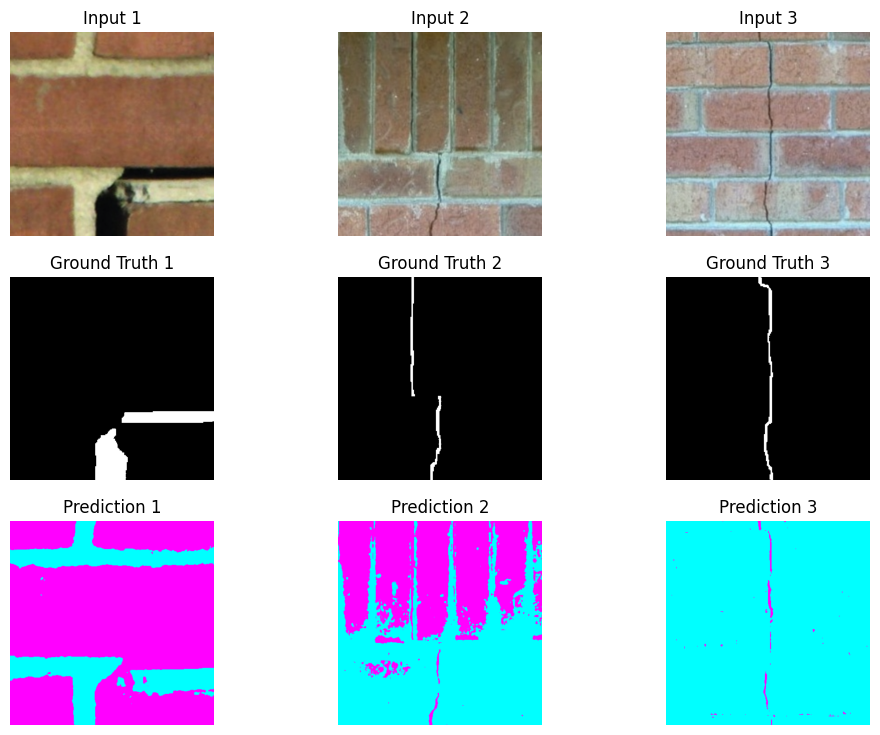 Input 1
Input 2
Input 3
Ground Truth 1
Ground Truth 2
Ground Truth 3
Prediction 1
Prediction 2
Prediction 3